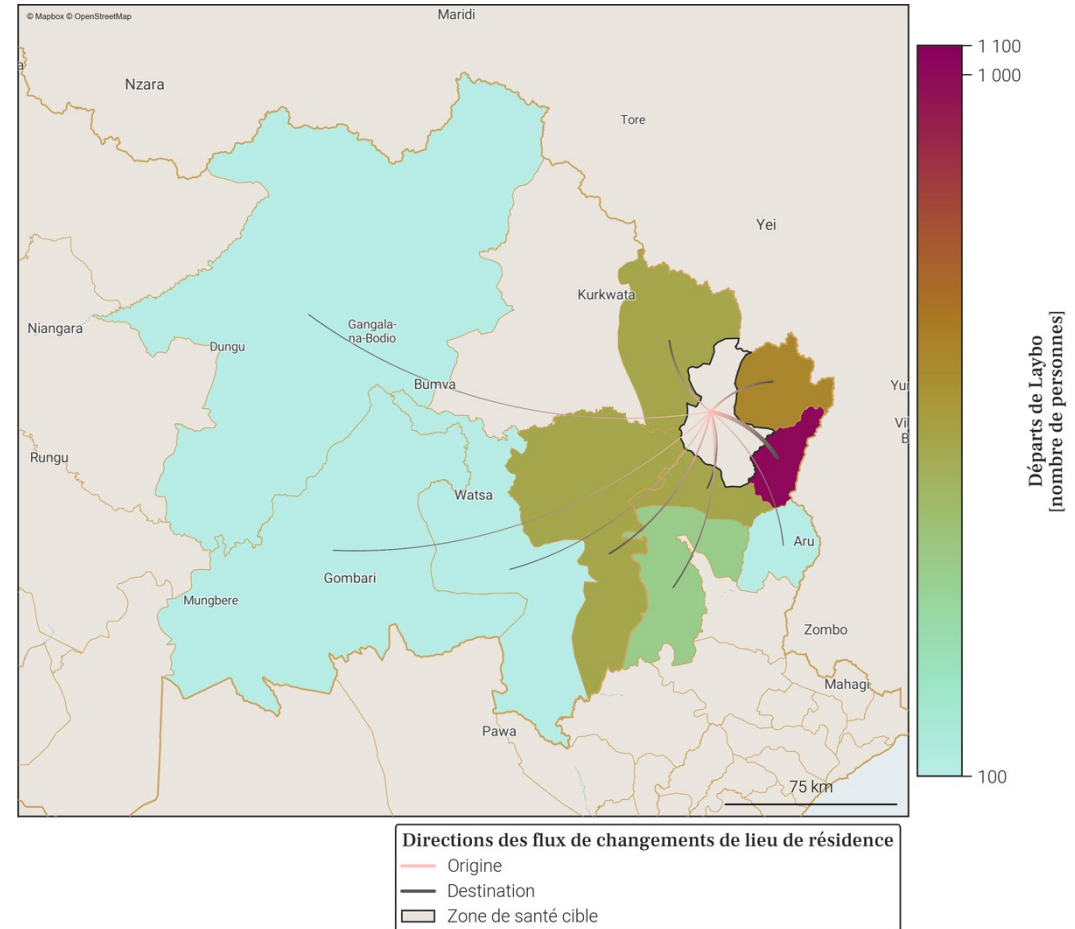 © Mapbox © OpenStreetMap
Maridi
Nzara
Tore
Yei
Kurkwata
Niangara
Gangala-
na-Bodio
Dungu
Bumva
Rungu
Watsa
Aru
Gombari
Mungbere
Zombo
Mahagi
Pawa
75 km
1 100
1 000
100
Départs de Laybo
[nombre de personnes]
Directions des flux de changements de lieu de résidence
Origine
Destination
Zone de santé cible